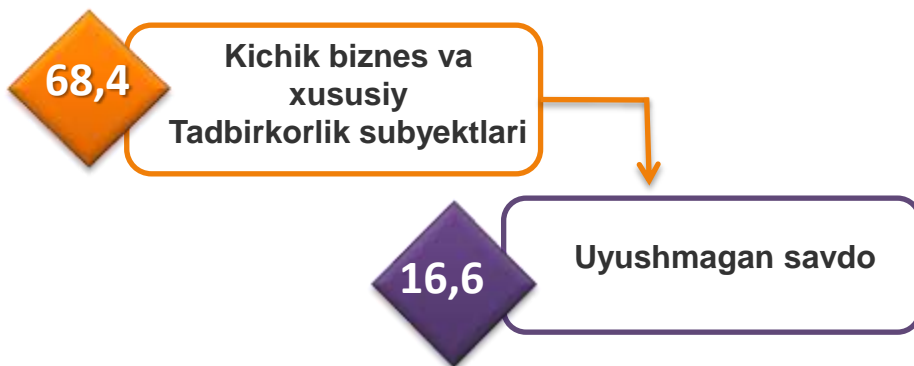 68,4
Kichik biznes va
xususiy
Tadbirkorlik subyektlari
16,6
Uyushmagan savdo